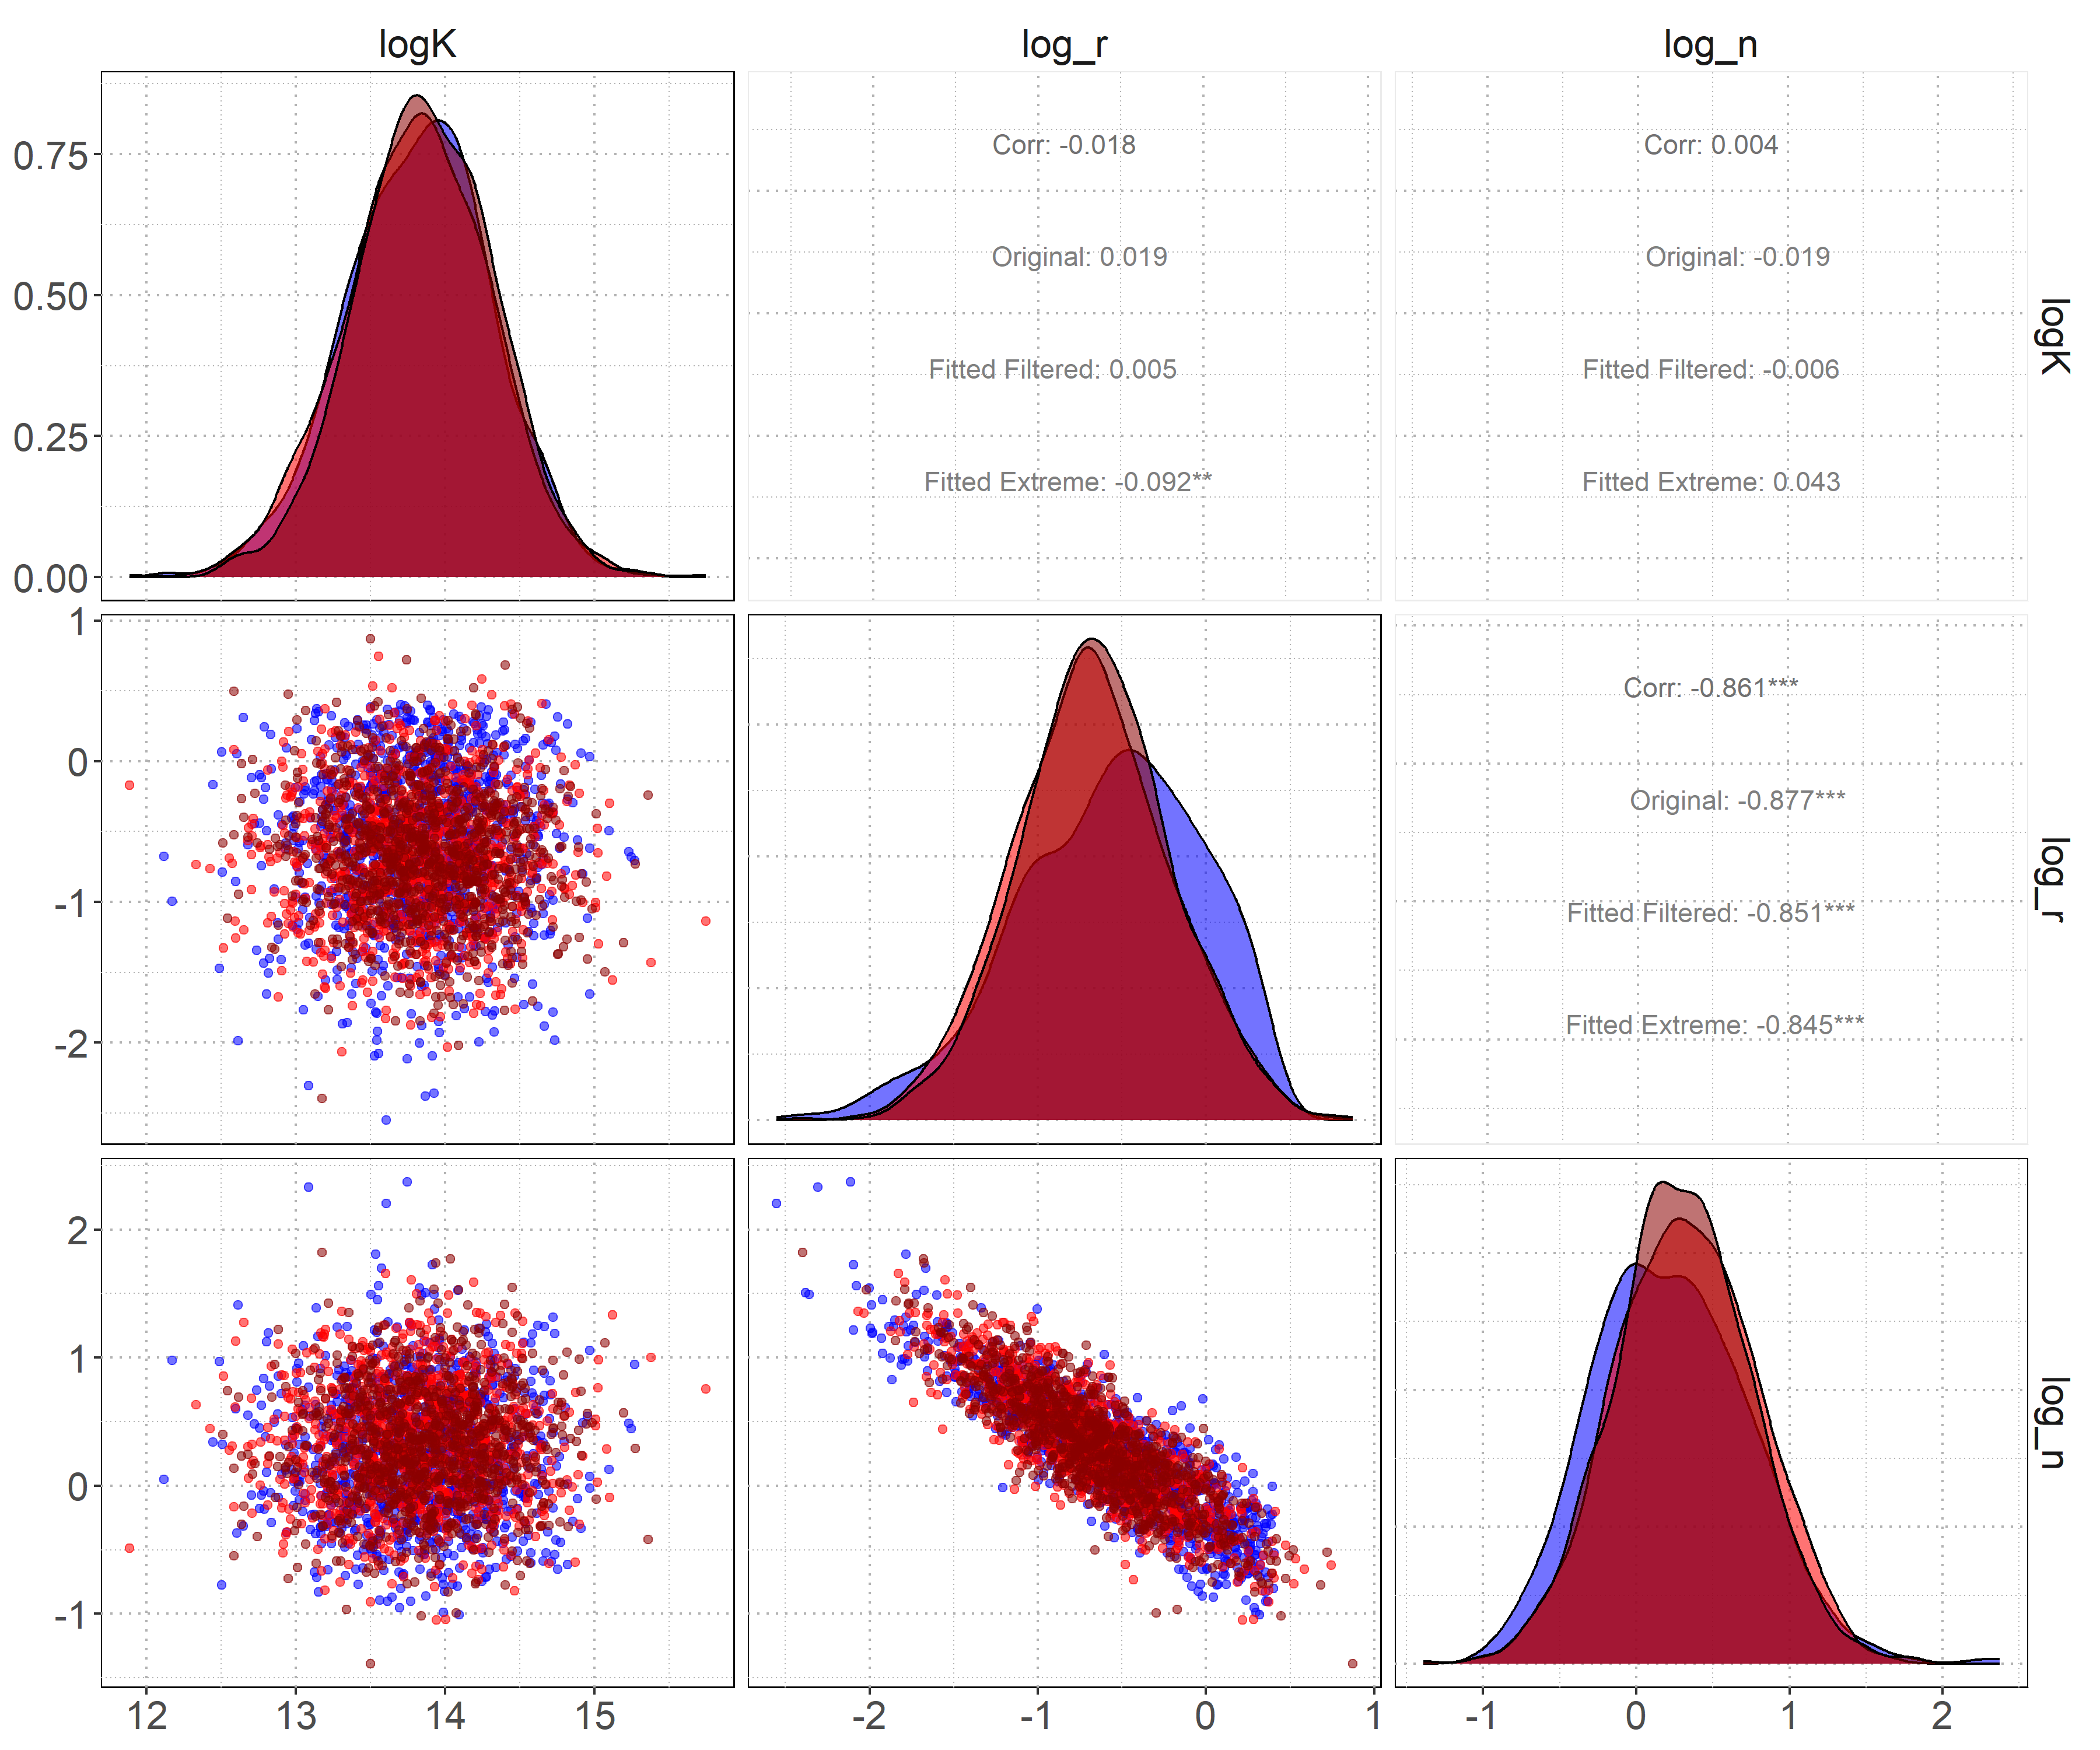 logK log_r log_n
0.75
0.50
0.25
0.00
Corr: -0.018
Original: 0.019
Fitted Filtered: 0.005
Fitted Extreme: -0.092**
Corr: 0.004
Original: -0.019
Fitted Filtered: -0.006
Fitted Extreme: 0.043
logK
1
0
-1
-2
Corr: -0.861***
Original: -0.877***
Fitted Filtered: -0.851***
Fitted Extreme: -0.845***
log_r
2
1
0
-1
log_n
12 13 14 15
-2 -1 0 1
-1 0 1 2